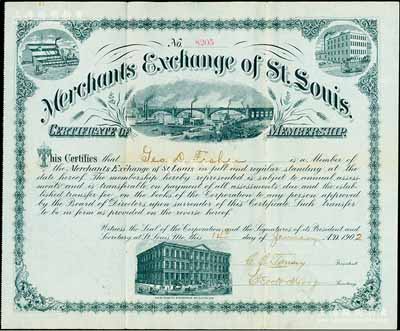 No. 8205
Merchants Exchange of St. Louis.
CERTIFICATE OF MEMBERSHIP.
This Certifies that Geo. D. Fisher is a Member of
the Merchants Exchange of St. Louis in full and regular standing at the
date hereof. The membership hereby represented is subject to annual assess-
ments and is transferable on payment of all assessments due and the estab-
lished transfer fee, on the books of the Corporation to any person approved
by the Board of Directors upon surrender of this Certificate. Such transfer
to be in form as provided on the reverse hereof.
Witness the Seal of the Corporation and the Signatures of its President and
Secretary at St. Louis Mo. this day of January A.D. 1902
President
Secretary